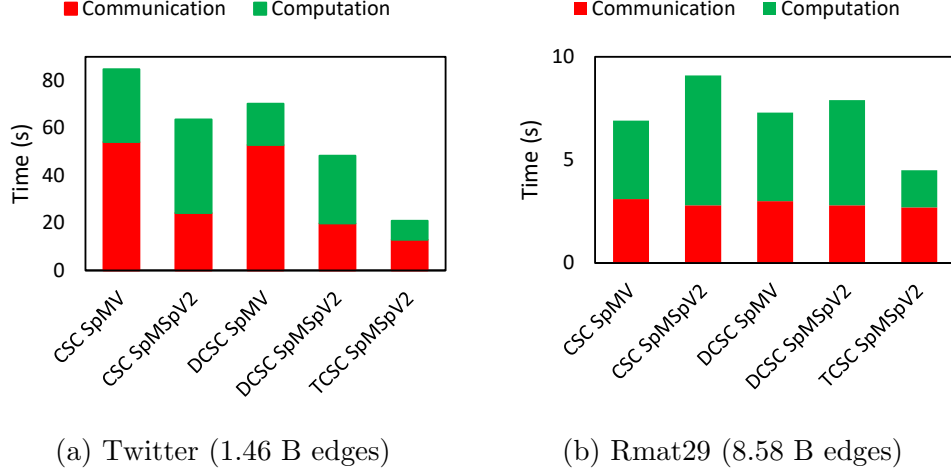 Communication Computation
80
60
40
20
0
Time (s)
CSC SpMV
CSC SpMSpV2
DCSC SpMV
DCSC SpMSpV2
TCSC SpMSpV2
(a) Twitter (1.46 B edges)
Communication Computation
10
5
0
Time (s)
CSC SpMV
CSC SpMSpV2
DCSC SpMV
DCSC SpMSpV2
TCSC SpMSpV2
(b) Rmat29 (8.58 B edges)